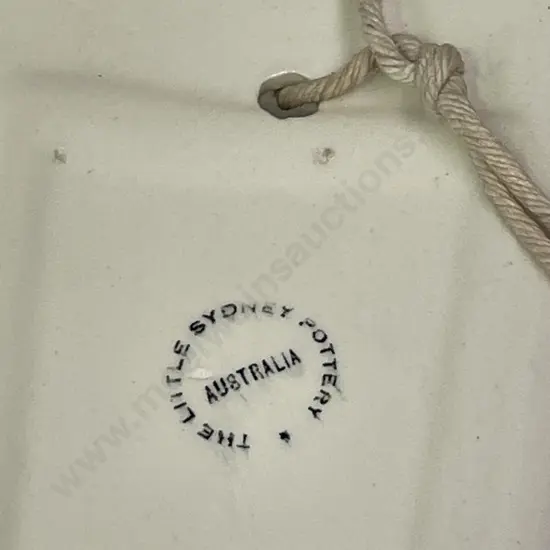 THE LITTLE SYDNEY POTTERY
AUSTRALIA